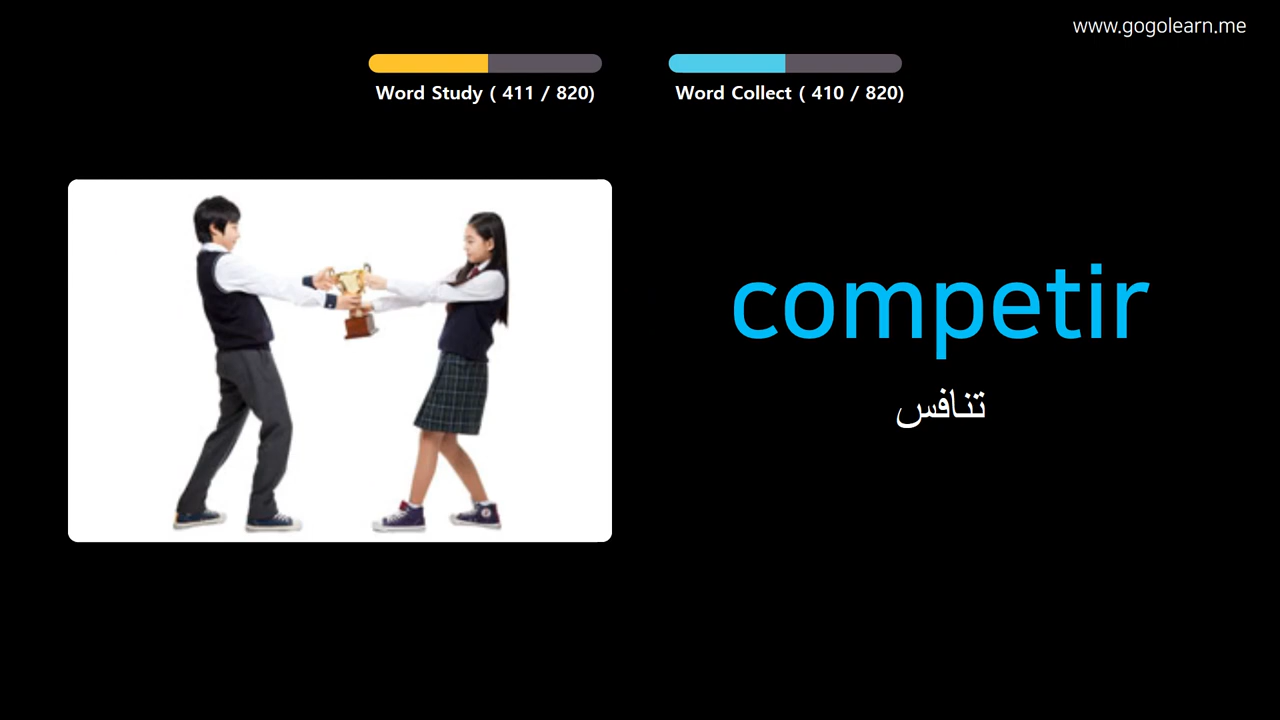 www.gogolearn.me
Word Study ( 411 / 820)
Word Collect ( 410 / 820)
competir
تنافس